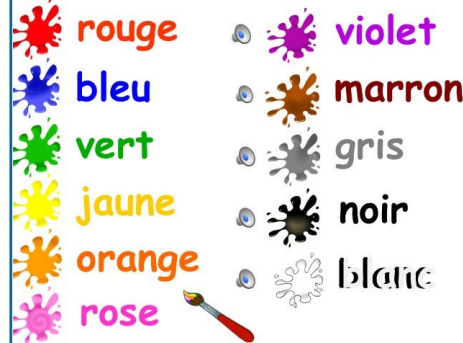 rouge
bleu
vert
jaune
orange
rose
violet
marron
gris
noir
blanc